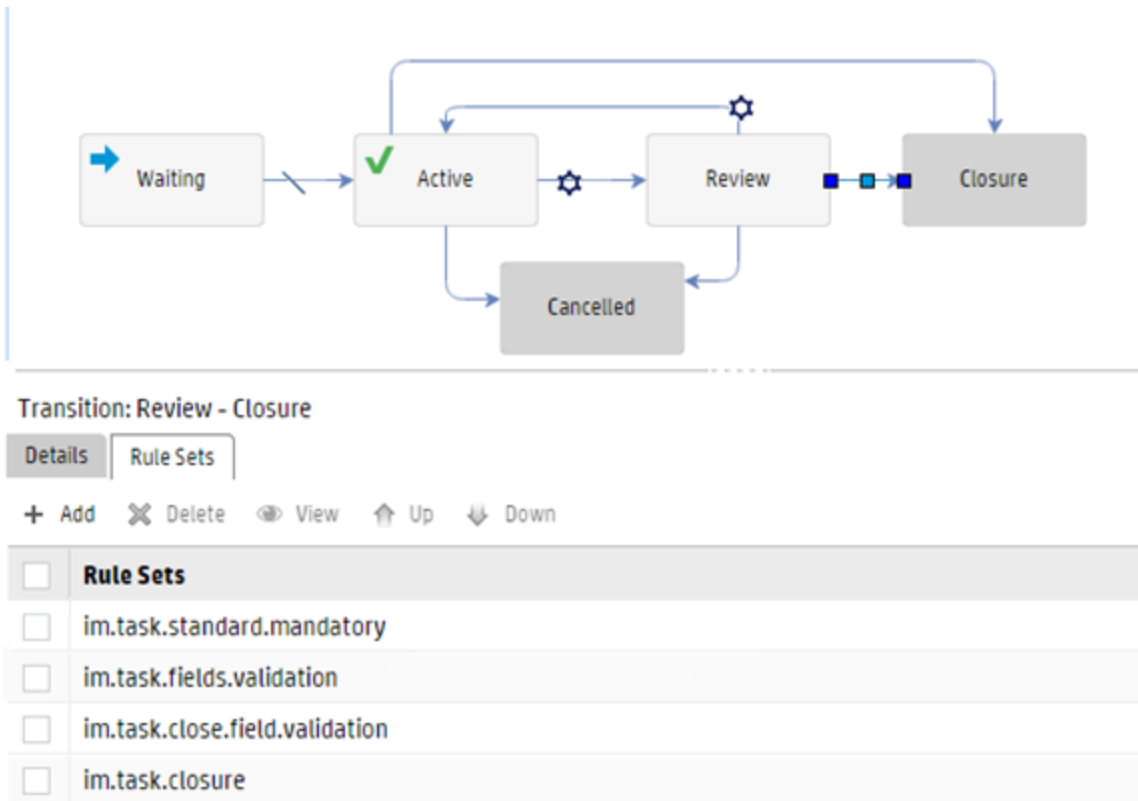 Waiting
Active
Review
Closure
Cancelled
Transition: Review - Closure
Details Rule Sets
Add Delete View Up Down
Rule Sets
im.task.standard.mandatory
im.task.fields.validation
im.task.close.field.validation
im.task.closure